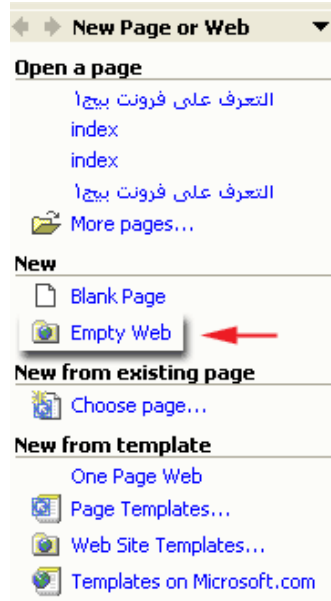 New Page or Web
Open a page
التعرف على فرونت بيج١
index
index
التعرف على فرونت بيج١
More pages...
New
Blank Page
Empty Web
New from existing page
Choose page...
New from template
One Page Web
Page Templates...
Web Site Templates...
Templates on Microsoft.com